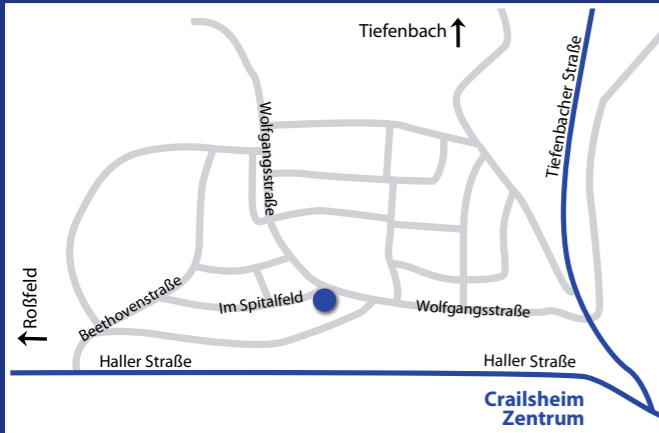 Tiefenbach
Tiefenbacher Straße
Wolfgangsstraße
Roßfeld
Beethovenstraße
Im Spitalfeld
Wolfgangsstraße
Haller Straße
Haller Straße
Crailsheim
Zentrum